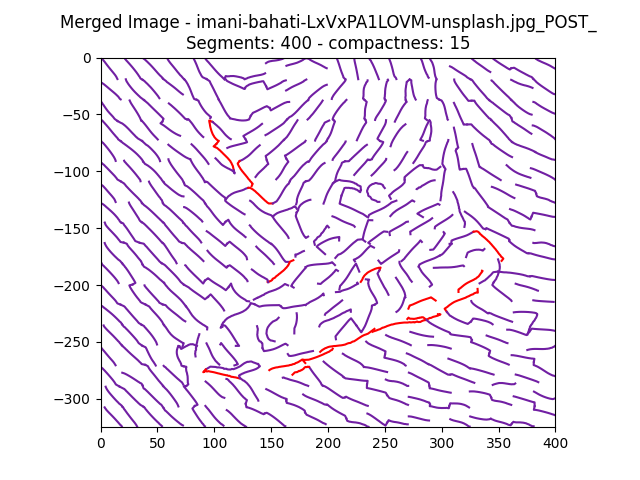 Merged Image - imani-bahati-LxVxPA1LOVM-unsplash.jpg_POST_
Segments: 400 - compactness: 15
0
−50
−100
−150
−200
−250
−300
0 50 100 150 200 250 300 350 400